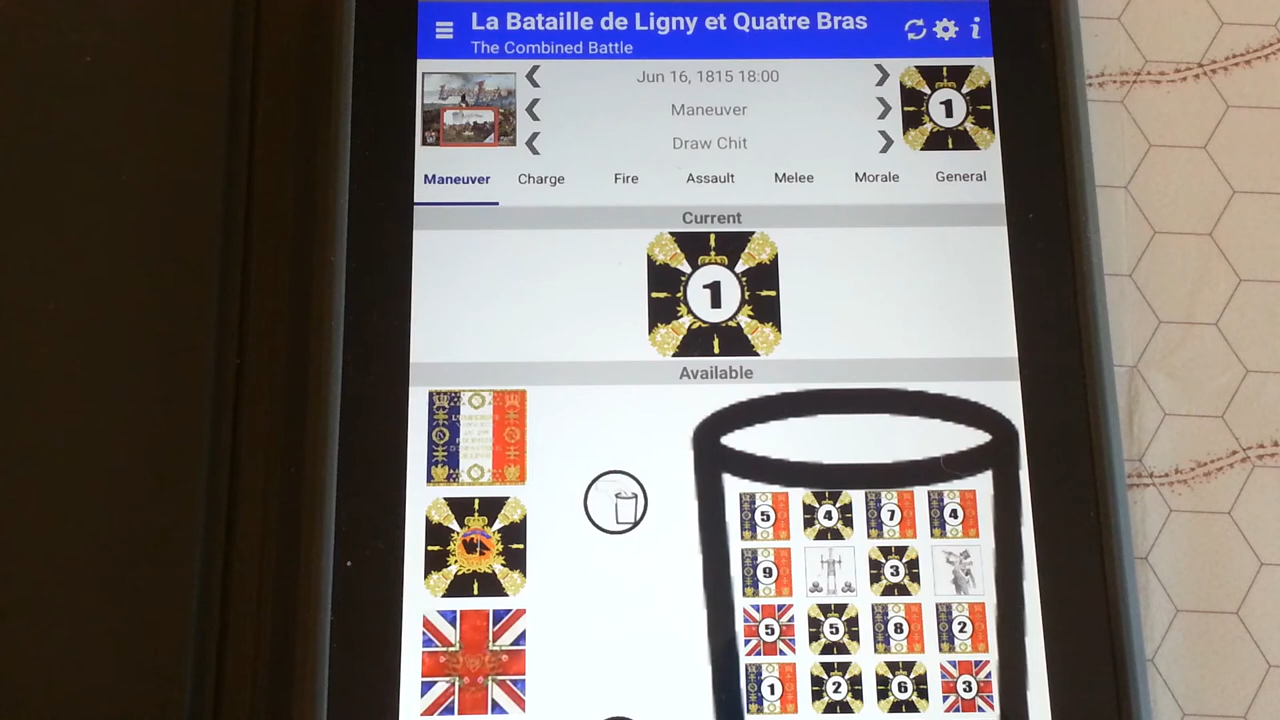 La Bataille de Ligny et Quatre Bras
The Combined Battle
i
Jun 16, 1815 18:00
Maneuver
Draw Chit
1
Maneuver Charge Fire Assault Melee Morale General
Current
1
Available
5 4 7 4
9 3
5 5 8 2
1 2 6 3